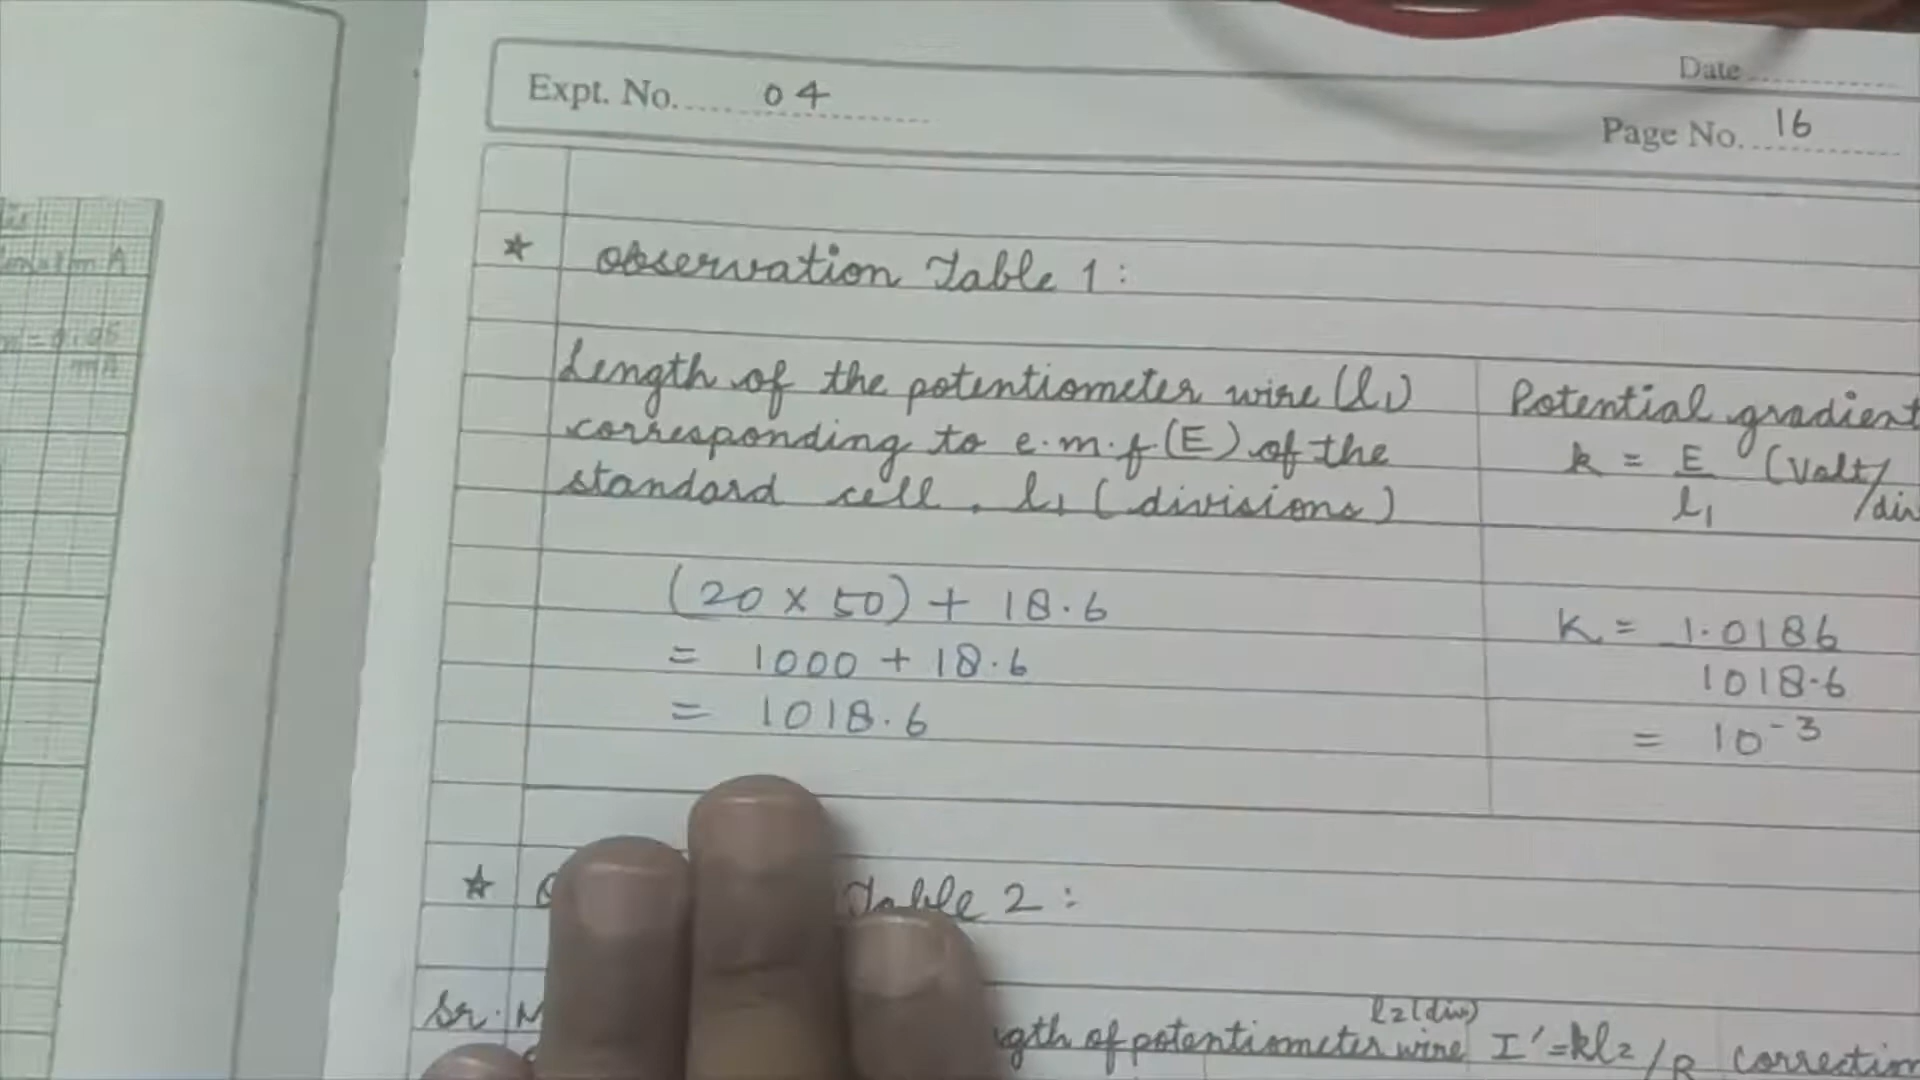 Date
Expt. No. 04
Page No. 16
☆ Observation Table 1:
Length of the potentiometer wire (l1)
corresponding to e.m.f (E) of the
standard cell, l1 (divisions)
Potential gradient
k = E/l1 (Volt/div
(20 × 50) + 18.6
= 1000 + 18.6
= 1018.6
K = 1.0186
1018.6
= 10⁻³
☆ Table 2:
Sr.
l2 (div)
of potentiometer wire I' = kl2/R correction